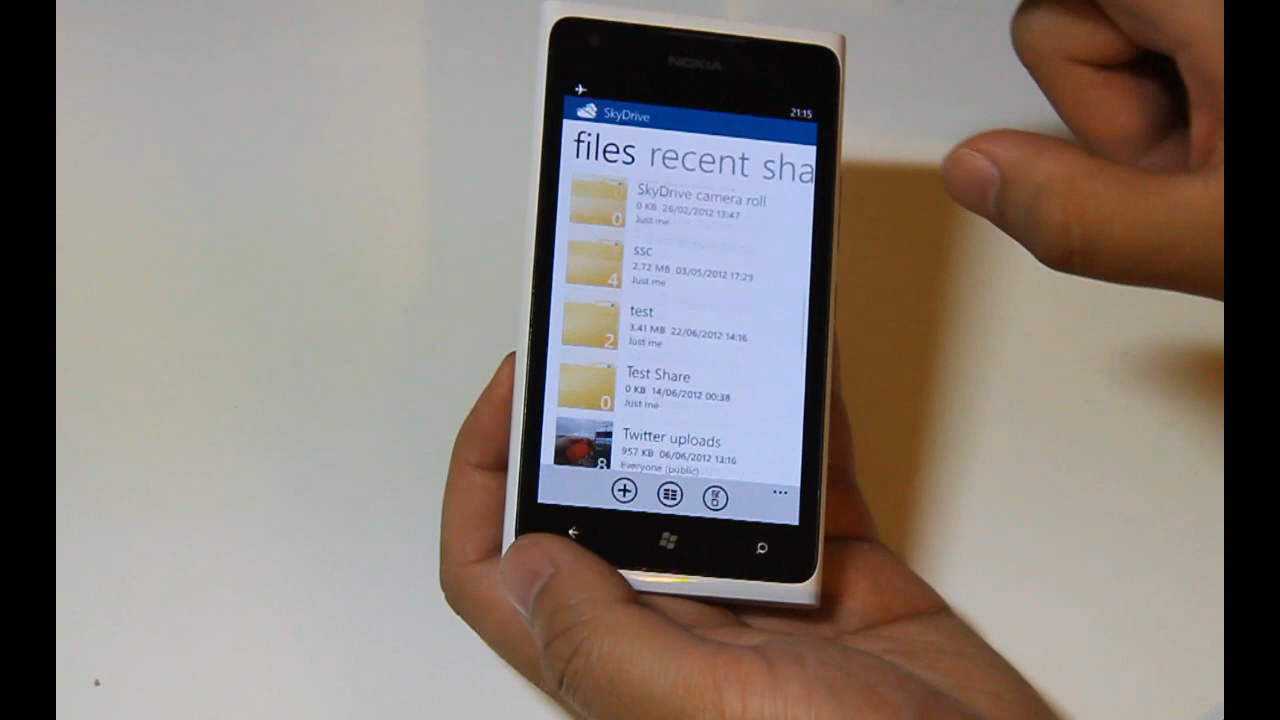 NOKIA
21:15
SkyDrive
files recent sha
SkyDrive camera roll
0 KB 26/02/2012 13:47
Just me
0
SSC
2.72 MB 03/05/2012 17:29
Just me
4
test
3.41 MB 22/06/2012 14:16
Just me
2
Test Share
0 KB 14/06/2012 00:38
Just me
0
Twitter uploads
957 KB 06/06/2012 13:16
Everyone (public)
8